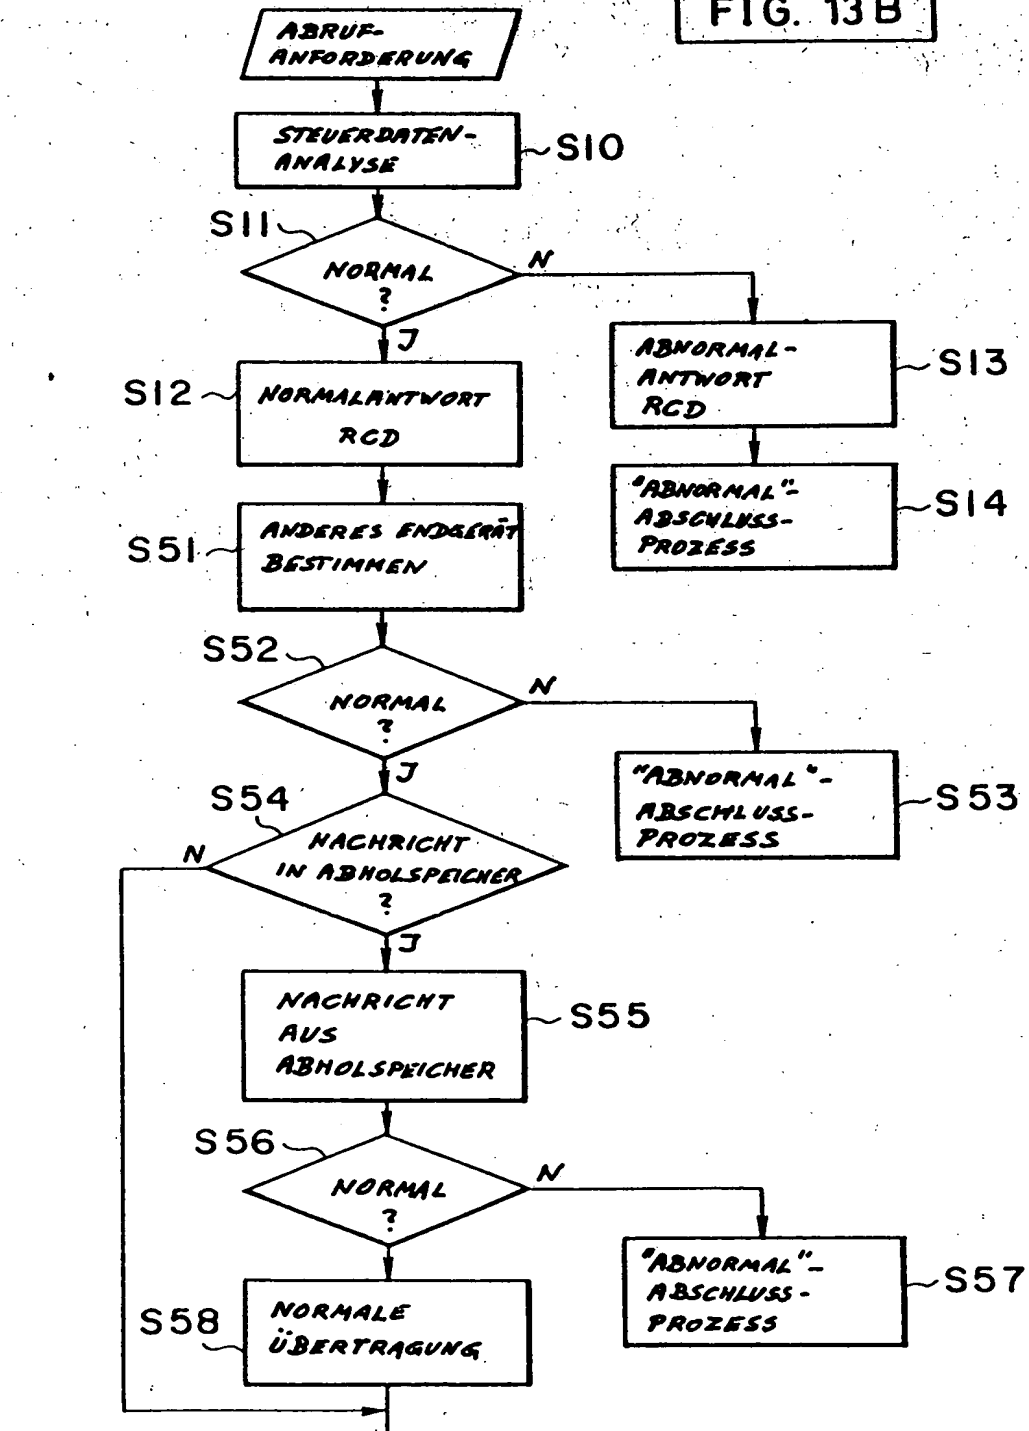 FIG. 13B
ABRUF-
ANFORDERUNG
STEUERDATEN-
ANALYSE
S10
S11
NORMAL
?
N
J
S12
NORMALANTWORT
RCD
ABNORMAL-
ANTWORT
RCD
S13
"ABNORMAL"-
ABSCHLUSS-
PROZESS
S14
S51
ANDERES ENDGERÄT
BESTIMMEN
S52
NORMAL
?
N
J
"ABNORMAL"-
ABSCHLUSS-
PROZESS
S53
S54
NACHRICHT
IN ABHOLSPEICHER
?
N
J
NACHRICHT
AUS
ABHOLSPEICHER
S55
S56
NORMAL
?
N
"ABNORMAL"-
ABSCHLUSS-
PROZESS
S57
S58
NORMALE
ÜBERTRAGUNG